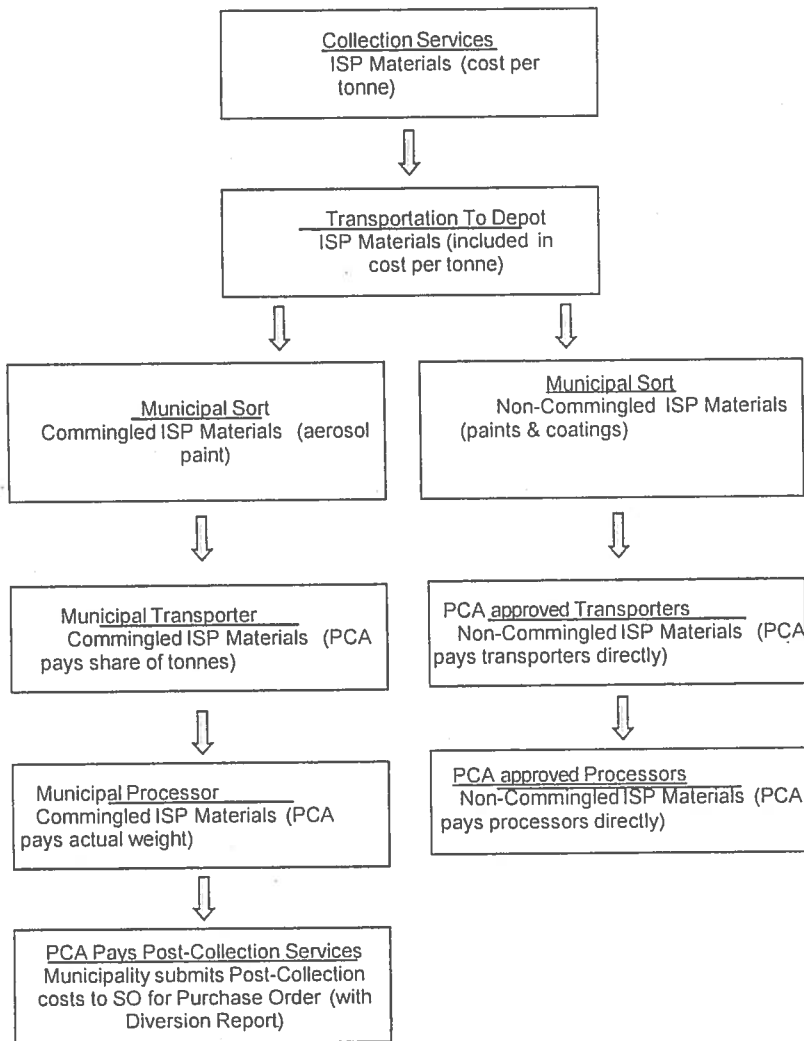 Collection Services
ISP Materials (cost per
tonne)
Transportation To Depot
ISP Materials (included in
cost per tonne)
Municipal Sort
Commingled ISP Materials (aerosol
paint)
Municipal Sort
Non-Commingled ISP Materials
(paints & coatings)
Municipal Transporter
Commingled ISP Materials (PCA
pays share of tonnes)
PCA approved Transporters
Non-Commingled ISP Materials (PCA
pays transporters directly)
Municipal Processor
Commingled ISP Materials (PCA
pays actual weight)
PCA approved Processors
Non-Commingled ISP Materials (PCA
pays processors directly)
PCA Pays Post-Collection Services
Municipality submits Post-Collection
costs to SO for Purchase Order (with
Diversion Report)